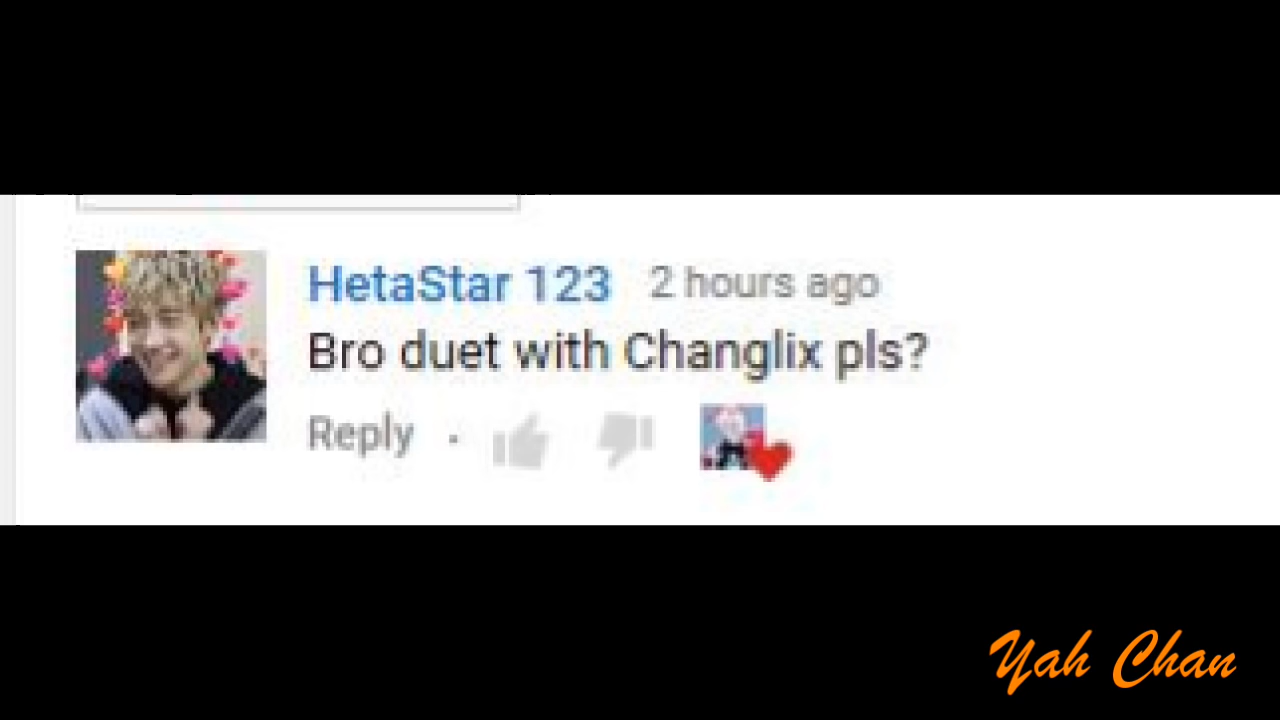 HetaStar 123 2 hours ago
Bro duet with Changlix pls?
Reply
Yah Chan